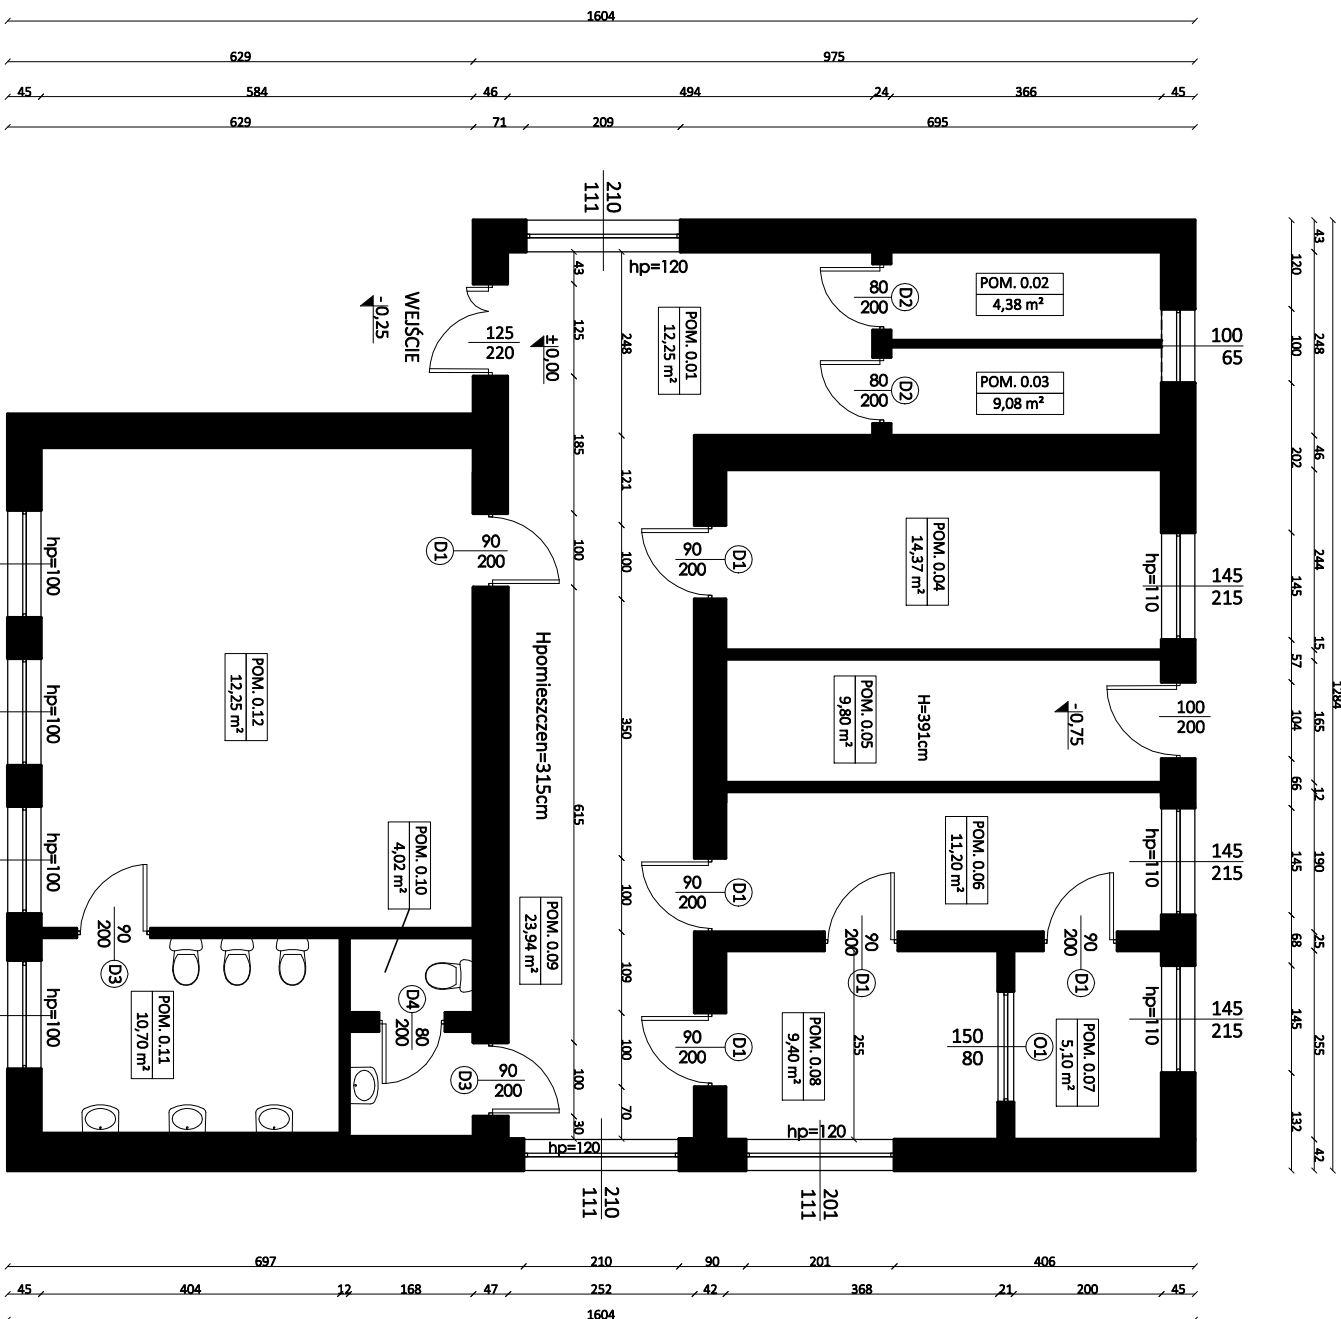 1604
629
975
45
584
46
494
24
366
45
629
71
209
695
210
111
hp=120
WEJŚCIE
-0,25
125
220
±0,00
43
125
185
100
615
100
30
248
121
100
350
100
109
100
70
POM. 0.01
12,25 m²
80
200
D2
POM. 0.02
4,38 m²
80
200
D2
POM. 0.03
9,08 m²
100
65
43
120
100
248
46
202
244
145
15
57
104
165
66
12
145
190
68
25
145
255
132
42
1284
D1
90
200
90
200
D1
POM. 0.04
14,37 m²
hp=110
145
215
hp=100
hp=100
hp=100
hp=100
POM. 0.12
12,25 m²
Hpomieszczen=315cm
POM. 0.05
9,80 m²
H=391cm
-0,75
100
200
POM. 0.10
4,02 m²
POM. 0.09
23,94 m²
90
200
D1
POM. 0.06
11,20 m²
hp=110
145
215
90
200
D3
90
200
D1
90
200
D1
POM. 0.11
10,70 m²
D4
80
200
D3
90
200
90
200
D1
POM. 0.08
9,40 m²
255
150
80
O1
POM. 0.07
5,10 m²
hp=110
145
215
hp=120
hp=120
210
111
201
111
697
210
90
201
406
45
404
12
168
47
252
42
368
21
200
45
1604